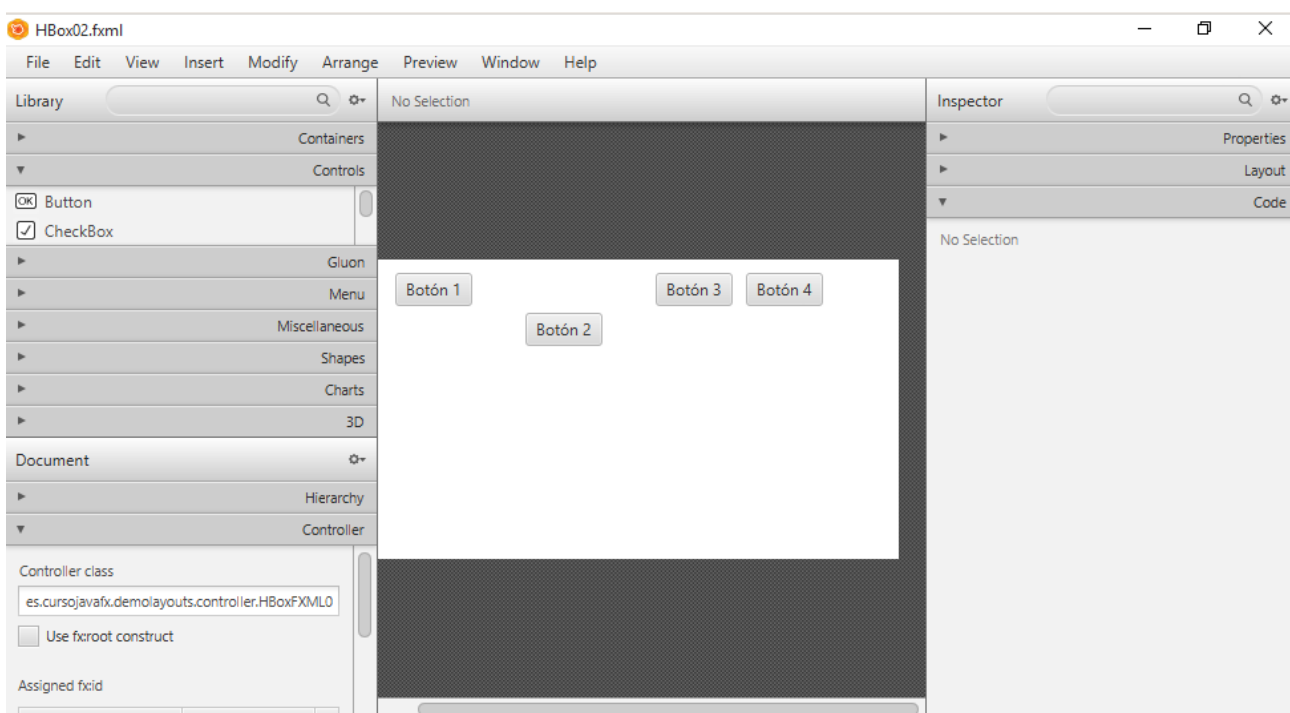 HBox02.fxml
File Edit View Insert Modify Arrange Preview Window Help
Library
No Selection
Inspector
Containers
Controls
OK Button
CheckBox
Gluon
Menu
Miscellaneous
Shapes
Charts
3D
Document
Hierarchy
Controller
Controller class
es.cursojavafx.demolayouts.controller.HBoxFXML0
Use fx:root construct
Assigned fx:id
Botón 1
Botón 2
Botón 3
Botón 4
Properties
Layout
Code
No Selection